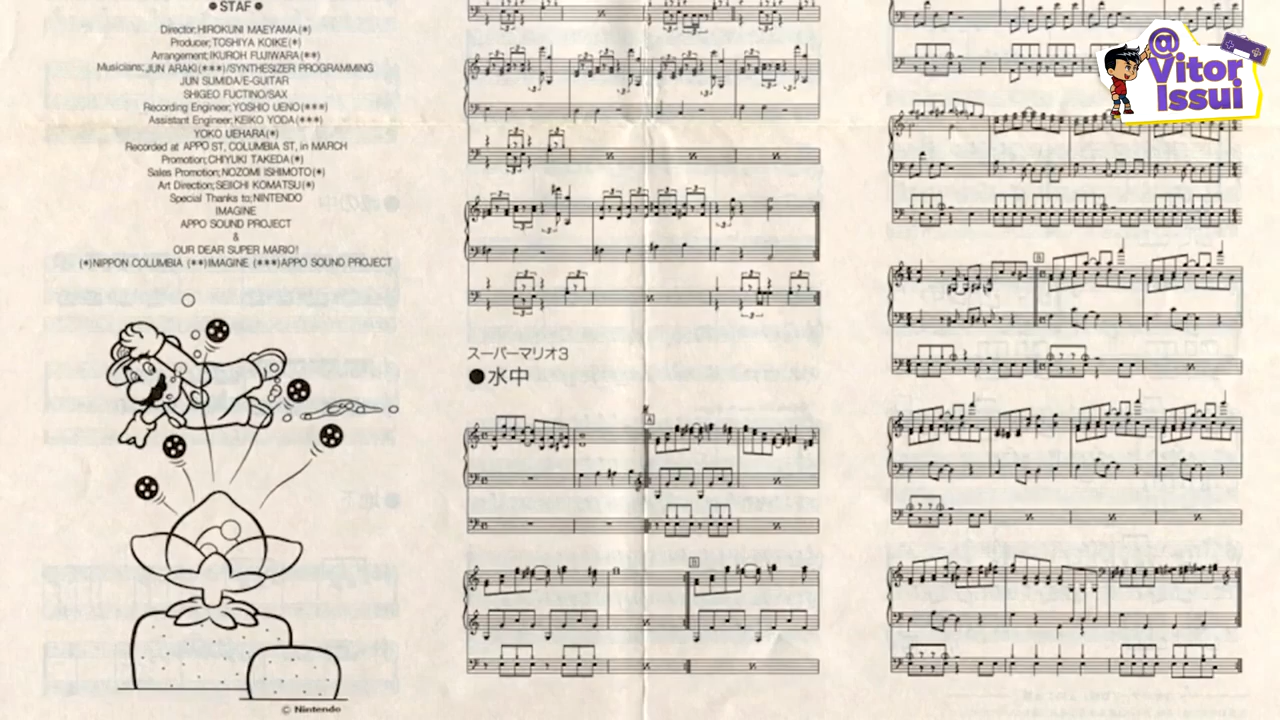 ●STAF●
Director:HIROKUNI MAEYAMA(*)
Producer;TOSHIYA KOIKE(*)
Arrangement;IKUROH FUJIWARA(**)
Musicians;JUN ARAKI(***)/SYNTHESIZER PROGRAMMING
JUN SUMIDA/E-GUITAR
SHIGEO FUCTINO/SAX
Recording Engineer;YOSHIO UENO(***)
Assistant Engineer;KEIKO YODA(***)
YOKO UEHARA(*)
Recorded at APPO ST, COLUMBIA ST, in MARCH
Promotion;CHIYUKI TAKEDA(*)
Sales Promotion;NOZOMI ISHIMOTO(*)
Art Direction;SEIICHI KOMATSU(*)
Special Thanks to;NINTENDO
IMAGINE
APPO SOUND PROJECT
&
OUR DEAR SUPER MARIO!
(*)NIPPON COLUMBIA (**)IMAGINE (***)APPO SOUND PROJECT
© Nintendo
スーパーマリオ3
●水中
A
B
B
@
Vitor
Issui